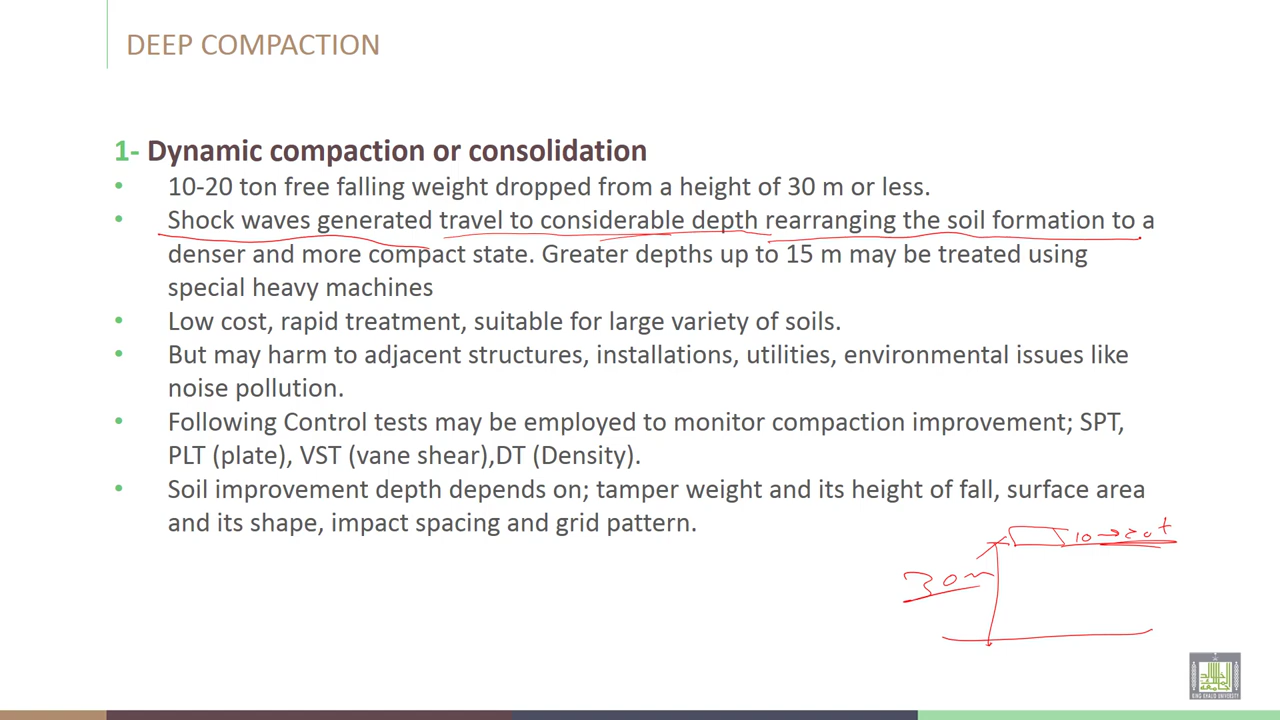 DEEP COMPACTION
1- Dynamic compaction or consolidation
• 10-20 ton free falling weight dropped from a height of 30 m or less.
• Shock waves generated travel to considerable depth rearranging the soil formation to a
denser and more compact state. Greater depths up to 15 m may be treated using
special heavy machines
• Low cost, rapid treatment, suitable for large variety of soils.
• But may harm to adjacent structures, installations, utilities, environmental issues like
noise pollution.
• Following Control tests may be employed to monitor compaction improvement; SPT,
PLT (plate), VST (vane shear),DT (Density).
• Soil improvement depth depends on; tamper weight and its height of fall, surface area
and its shape, impact spacing and grid pattern.
10→20t
30m
KING KHALID UNIVERSITY